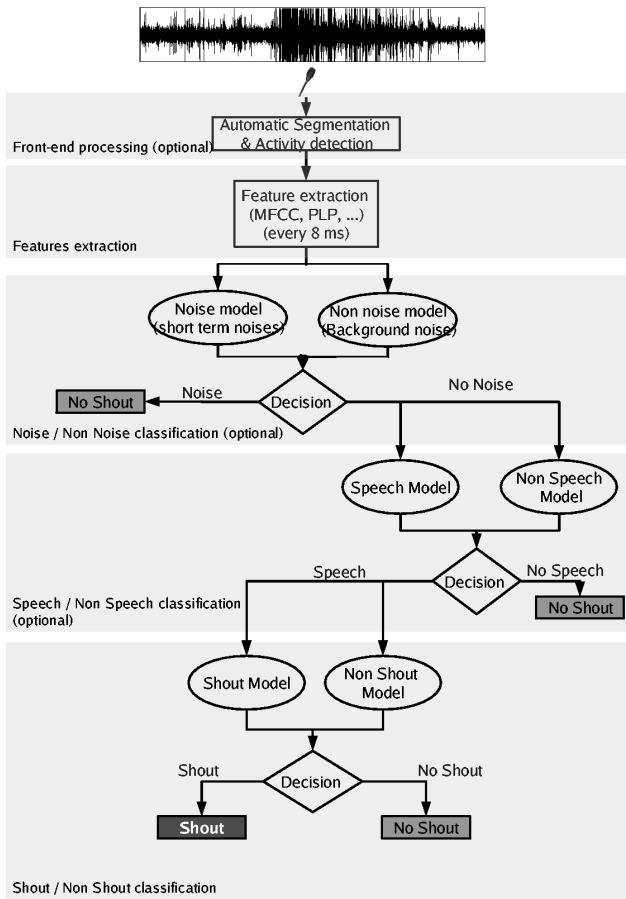 Automatic Segmentation
& Activity detection
Front-end processing (optional)
Feature extraction
(MFCC, PLP, ...)
(every 8 ms)
Features extraction
Noise model
(short term noises)
Non noise model
(Background noise)
Noise
No Noise
No Shout
Decision
Noise / Non Noise classification (optional)
Speech Model
Non Speech
Model
Speech
No Speech
Decision
No Shout
Speech / Non Speech classification
(optional)
Shout Model
Non Shout
Model
Shout
No Shout
Decision
Shout
No Shout
Shout / Non Shout classification